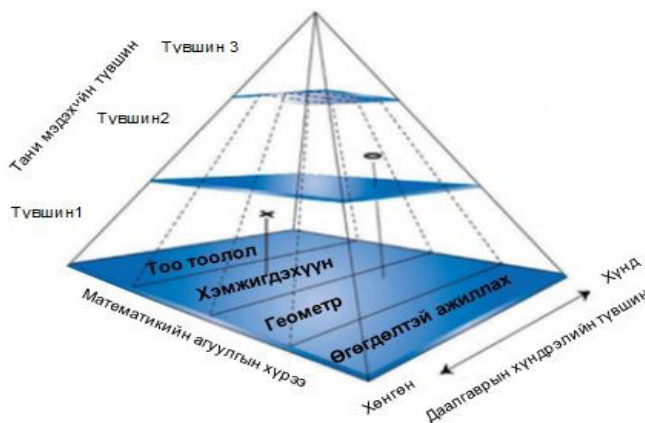 Түвшин 3
Тани мэдэхүйн түвшин
Түвшин2
Түвшин1
Тоо тоолол
Хэмжигдэхүүн
Геометр
Өгөгдөлтэй ажиллах
Математикийн агуулгын хүрээ
Хөнгөн
Хүнд
Даалгаврын хүндрэлийн түвшин